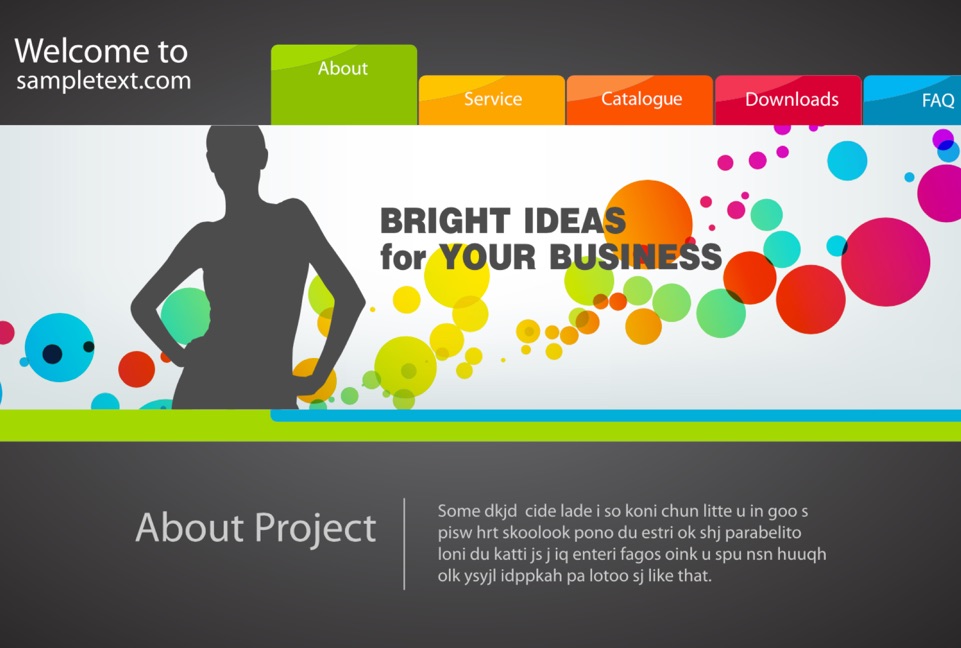 Welcome to
sampletext.com
About
Service
Catalogue
Downloads
FAQ
BRIGHT IDEAS
for YOUR BUSINESS
About Project
Some dkjd cide lade i so koni chun litte u in goo s
pisw hrt skoolook pono du estri ok shj parabelito
loni du katti js j iq enteri fagos oink u spu nsn huuqh
olk ysyjl idppkah pa lotoo sj like that.